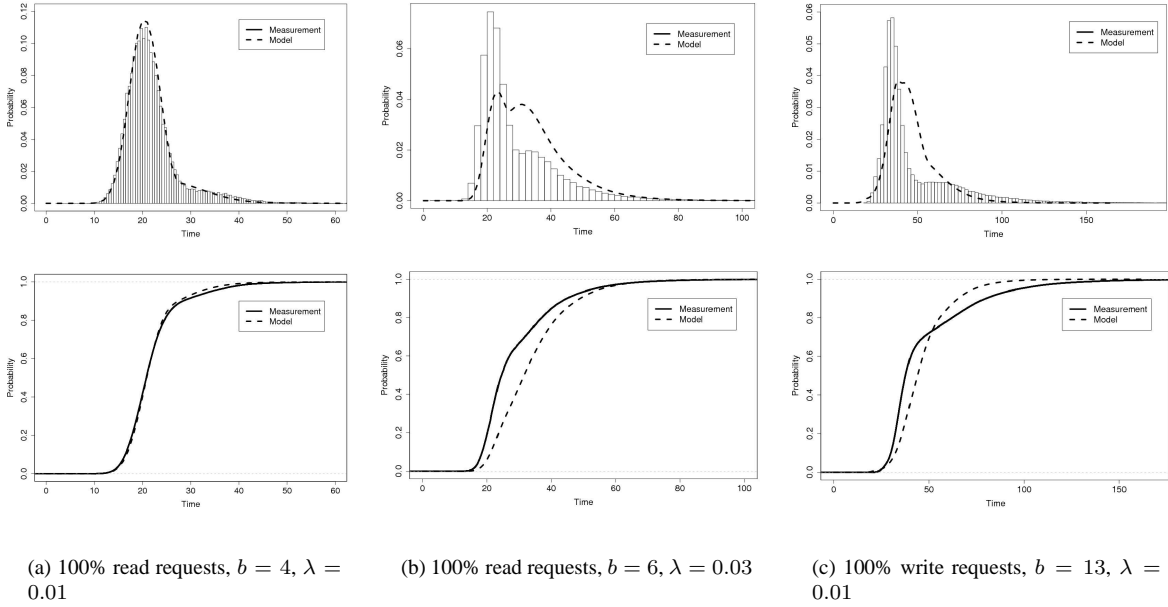 Probability
0.00 0.02 0.04 0.06 0.08 0.10 0.12
0 10 20 30 40 50 60
Time
Measurement
Model
Probability
0.00 0.02 0.04 0.06
0 20 40 60 80 100
Time
Measurement
Model
Probability
0.00 0.01 0.02 0.03 0.04 0.05 0.06
0 50 100 150
Time
Measurement
Model
Probability
0.0 0.2 0.4 0.6 0.8 1.0
0 10 20 30 40 50 60
Time
Measurement
Model
Probability
0.0 0.2 0.4 0.6 0.8 1.0
0 20 40 60 80 100
Time
Measurement
Model
Probability
0.0 0.2 0.4 0.6 0.8 1.0
0 50 100 150
Time
Measurement
Model
(a) 100% read requests, b = 4, λ =
0.01
(b) 100% read requests, b = 6, λ = 0.03
(c) 100% write requests, b = 13, λ =
0.01